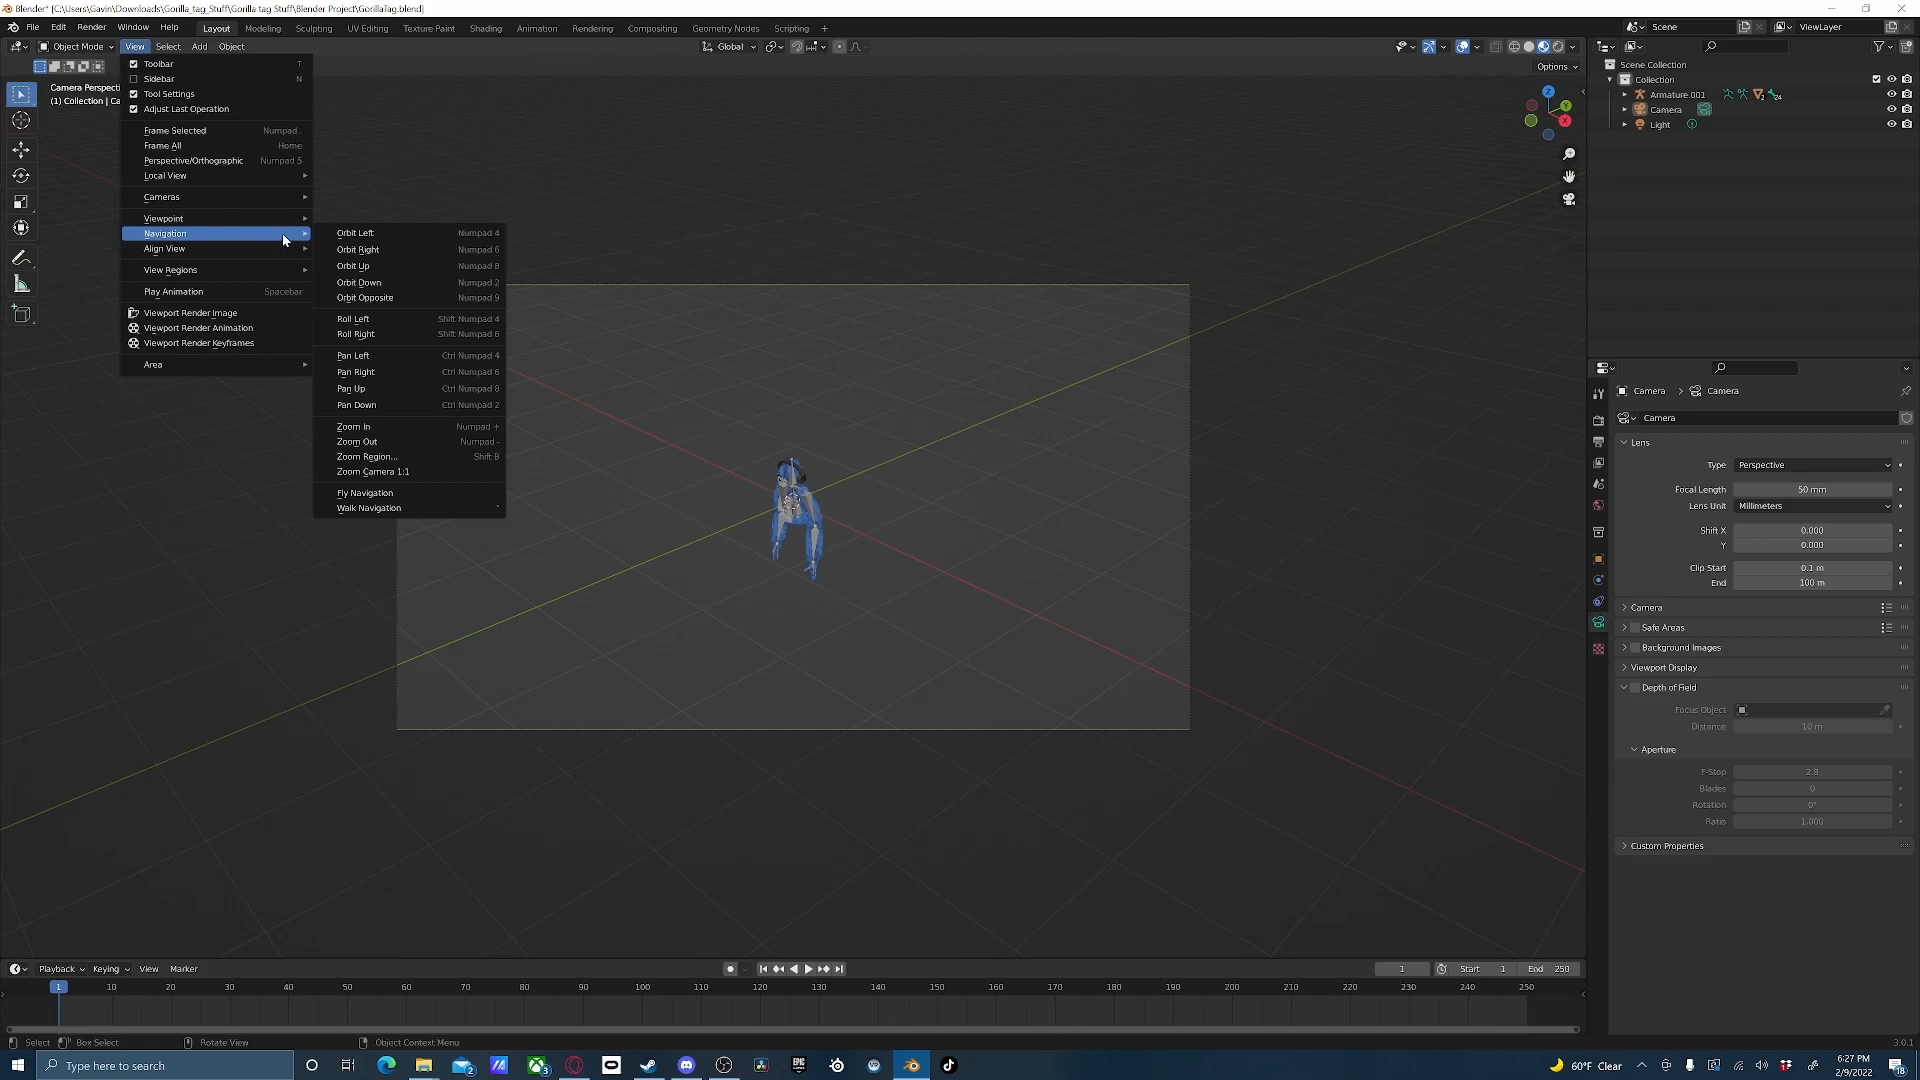 Blender* [C:\Users\Gavin\Downloads\Gorilla_tag_Stuff\Gorilla tag Stuff\Blender Project\GorillaTag.blend]
File Edit Render Window Help Layout Modeling Sculpting UV Editing Texture Paint Shading Animation Rendering Compositing Geometry Nodes Scripting + Scene ViewLayer
Object Mode View Select Add Object Global
Options
Toolbar T
Sidebar N
Tool Settings
Adjust Last Operation
Frame Selected Numpad .
Frame All Home
Perspective/Orthographic Numpad 5
Local View
Cameras
Viewpoint
Navigation
Align View
View Regions
Play Animation Spacebar
Viewport Render Image
Viewport Render Animation
Viewport Render Keyframes
Area
Camera Perspecti
(1) Collection | Ca
Orbit Left Numpad 4
Orbit Right Numpad 6
Orbit Up Numpad 8
Orbit Down Numpad 2
Orbit Opposite Numpad 9
Roll Left Shift Numpad 4
Roll Right Shift Numpad 6
Pan Left Ctrl Numpad 4
Pan Right Ctrl Numpad 6
Pan Up Ctrl Numpad 8
Pan Down Ctrl Numpad 2
Zoom In Numpad +
Zoom Out Numpad -
Zoom Region... Shift B
Zoom Camera 1:1
Fly Navigation
Walk Navigation `
Z
Y
X
Scene Collection
Collection
Armature.001 2 24
Camera
Light
Camera > Camera
Camera
Lens
Type Perspective
Focal Length 50 mm
Lens Unit Millimeters
Shift X 0.000
Y 0.000
Clip Start 0.1 m
End 100 m
Camera
Safe Areas
Background Images
Viewport Display
Depth of Field
Focus Object
Distance 10 m
Aperture
F-Stop 2.8
Blades 0
Rotation 0°
Ratio 1.000
Custom Properties
Playback Keying View Marker 1 Start 1 End 250
1 10 20 30 40 50 60 70 80 90 100 110 120 130 140 150 160 170 180 190 200 210 220 230 240 250
Select Box Select Rotate View Object Context Menu 3.0.1
Type here to search 60°F Clear 6:27 PM
2/9/2022